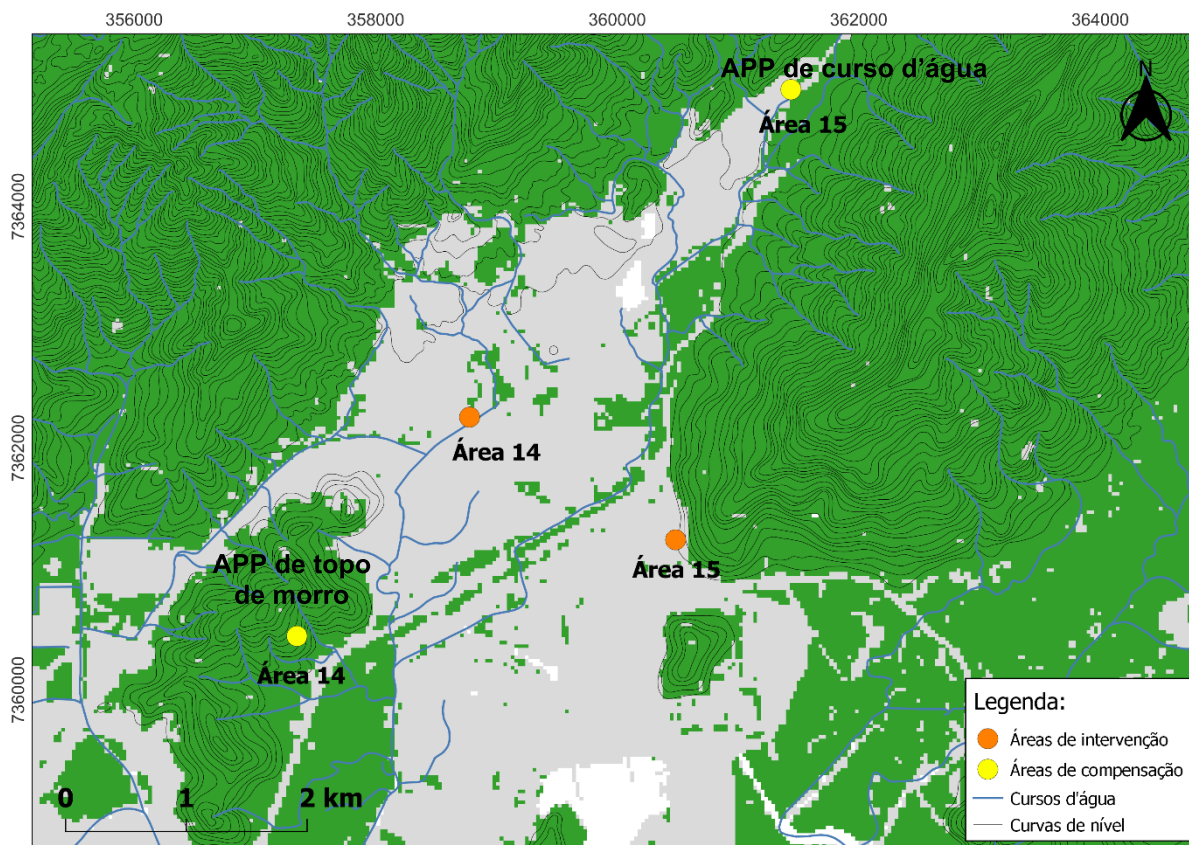 356000 358000 360000 362000 364000
APP de curso d'água
N
Área 15
7364000
Área 14
7362000
APP de topo
de morro
Área 15
Área 14
7360000
Legenda:
Áreas de intervenção
Áreas de compensação
Cursos d'água
Curvas de nível
0 1 2 km